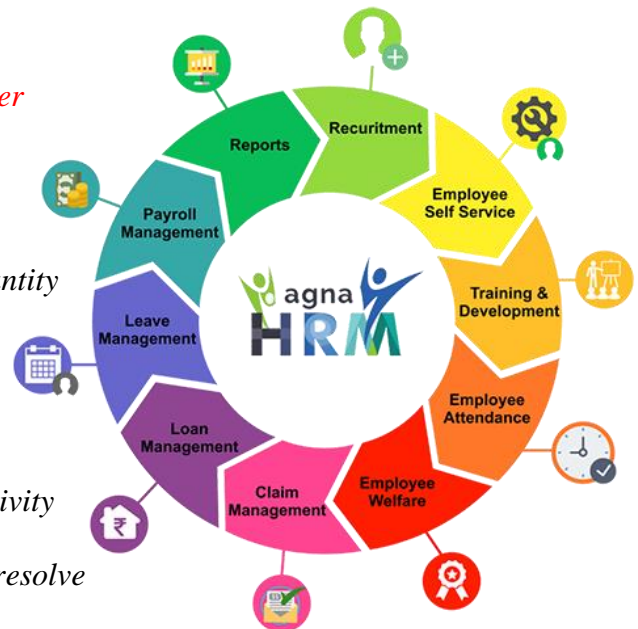 er
ntity
ivity
resolve
Recuritment
Employee
Self Service
Training &
Development
Employee
Attendance
Employee
Welfare
Claim
Management
Loan
Management
Leave
Management
Payroll
Management
Reports
agna
HRM
₹